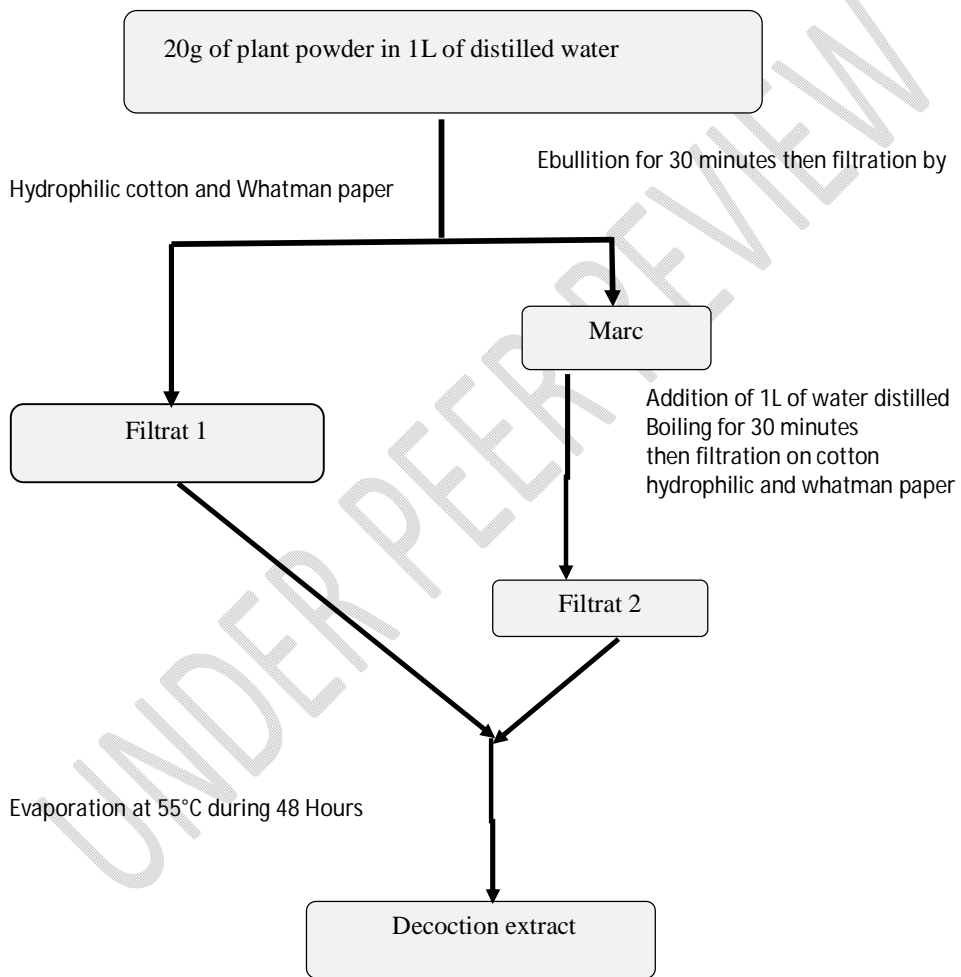 20g of plant powder in 1L of distilled water
Ebullition for 30 minutes then filtration by
Hydrophilic cotton and Whatman paper
Marc
Filtrat 1
Addition of 1L of water distilled
Boiling for 30 minutes
then filtration on cotton
hydrophilic and whatman paper
Filtrat 2
Evaporation at 55°C during 48 Hours
Decoction extract
UNDER PEER REVIEW